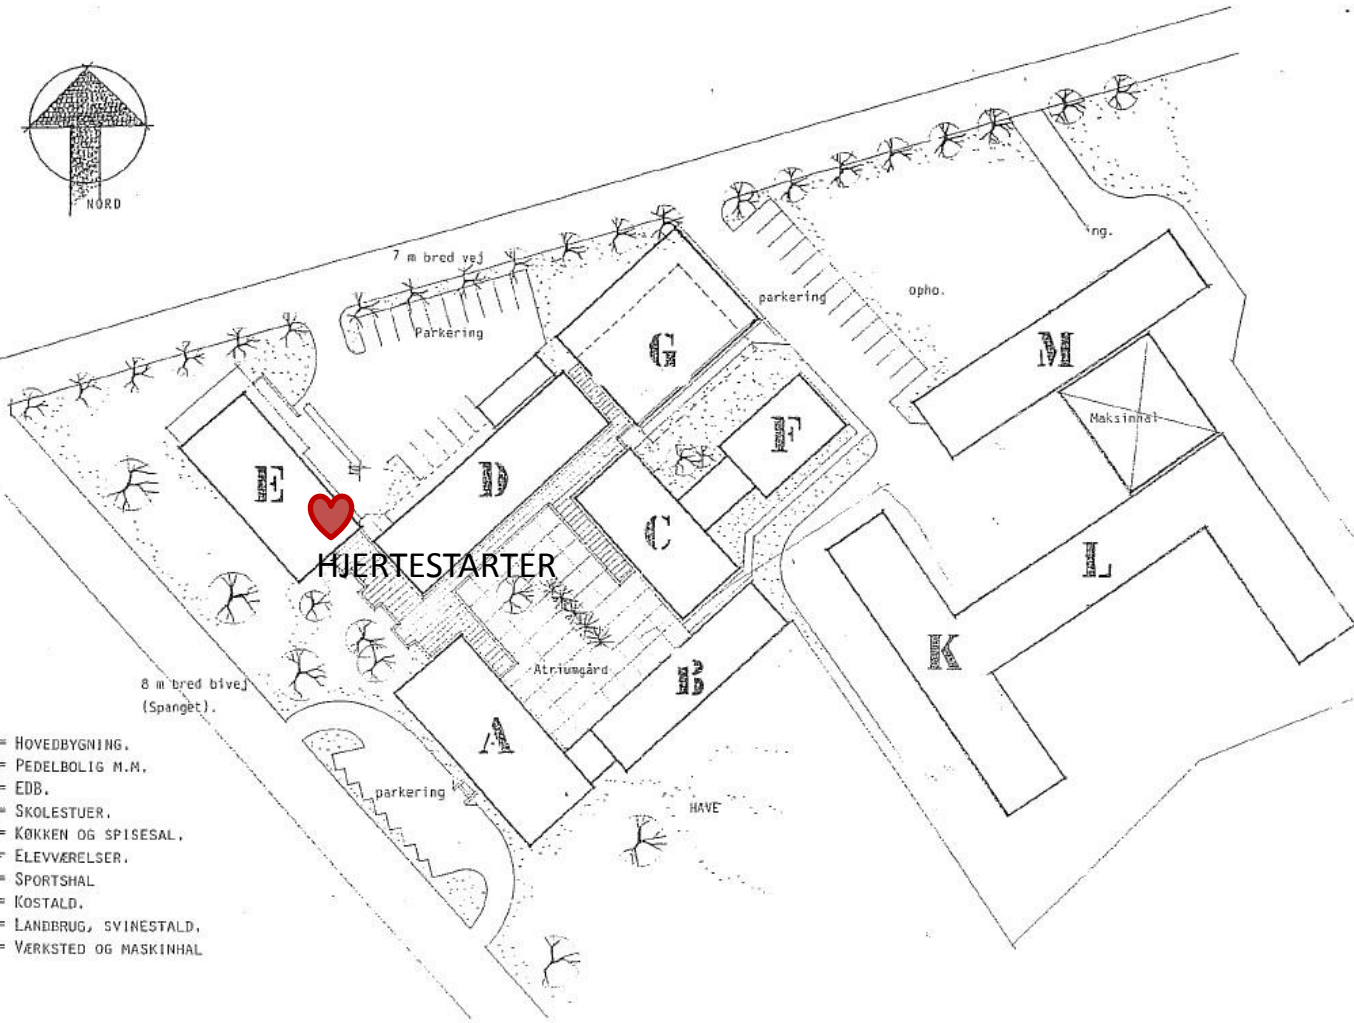 NORD
7 m bred vej
Parkering
parkering
opho.
ng.
G
M
F
Maksinhal
E
D
C
HJERTESTARTER
L
K
Atriumgård
B
A
8 m bred bivej
(Spanget).
parkering
HAVE
= HOVEDBYGNING.
= PEDELBOLIG M.M.
= EDB.
= SKOLESTUER.
= KØKKEN OG SPISESAL.
= ELEVVÆRELSER.
= SPORTSHAL
= KOSTALD.
= LANDBRUG, SVINESTALD.
= VÆRKSTED OG MASKINHAL